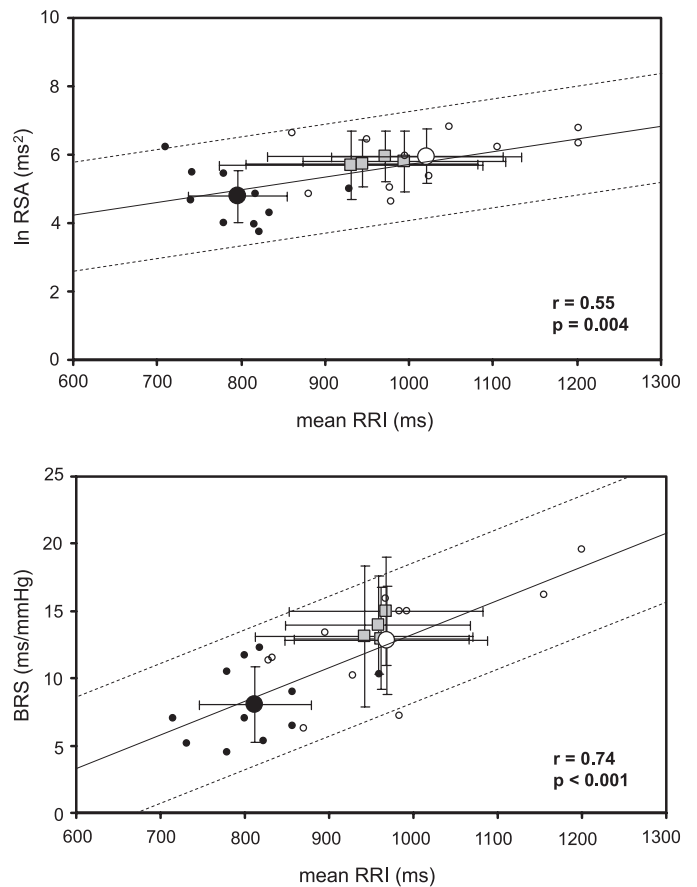 10
8
6
4
2
0
ln RSA (ms²)
r = 0.55
p = 0.004
600 700 800 900 1000 1100 1200 1300
mean RRI (ms)
25
20
15
10
5
0
BRS (ms/mmHg)
r = 0.74
p < 0.001
600 700 800 900 1000 1100 1200 1300
mean RRI (ms)